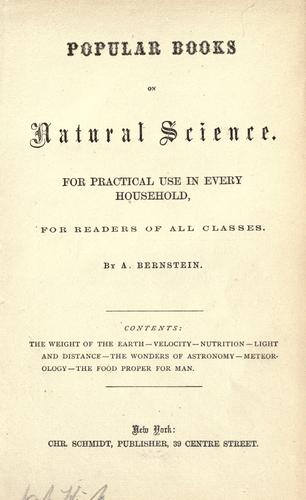 POPULAR BOOKS
ON
Natural Science.
FOR PRACTICAL USE IN EVERY
HOUSEHOLD,
FOR READERS OF ALL CLASSES.
BY A. BERNSTEIN.
CONTENTS:
THE WEIGHT OF THE EARTH—VELOCITY—NUTRITION—LIGHT
AND DISTANCE—THE WONDERS OF ASTRONOMY—METEOR-
OLOGY—THE FOOD PROPER FOR MAN.
New York:
CHR. SCHMIDT, PUBLISHER, 39 CENTRE STREET.